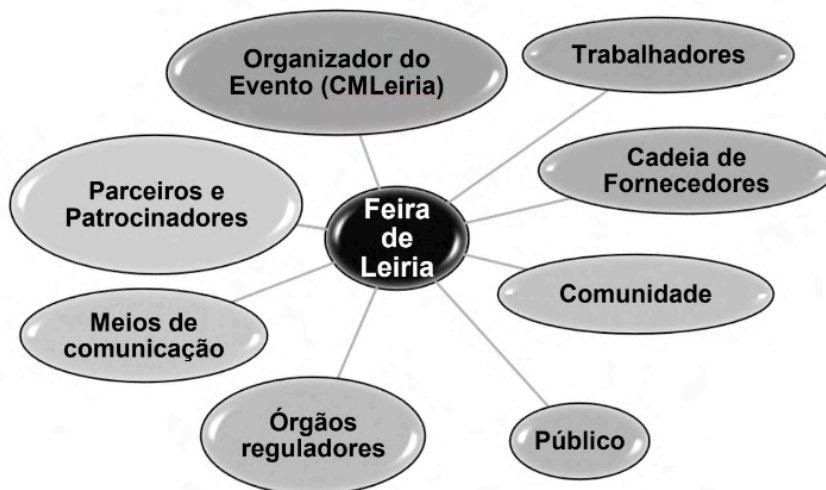 Organizador do
Evento (CMLeiria)
Trabalhadores
Cadeia de
Fornecedores
Parceiros e
Patrocinadores
Feira
de
Leiria
Comunidade
Meios de
comunicação
Órgãos
reguladores
Público